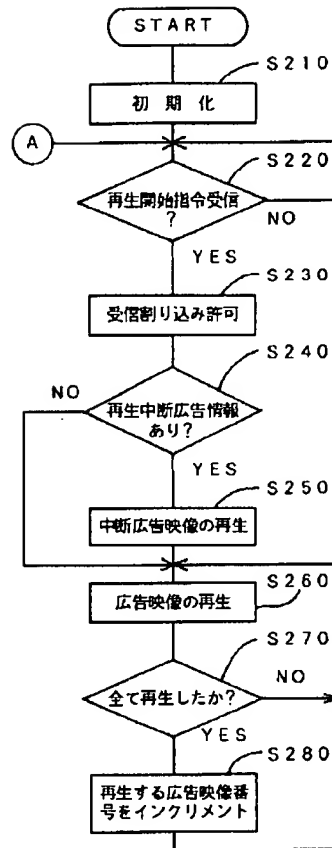 START
S210
初期化
A
S220
再生開始指令受信
?
NO
YES
S230
受信割り込み許可
S240
NO
再生中断広告情報
あり?
YES
S250
中断広告映像の再生
S260
広告映像の再生
S270
全て再生したか?
NO
YES
S280
再生する広告映像番
号をインクリメント